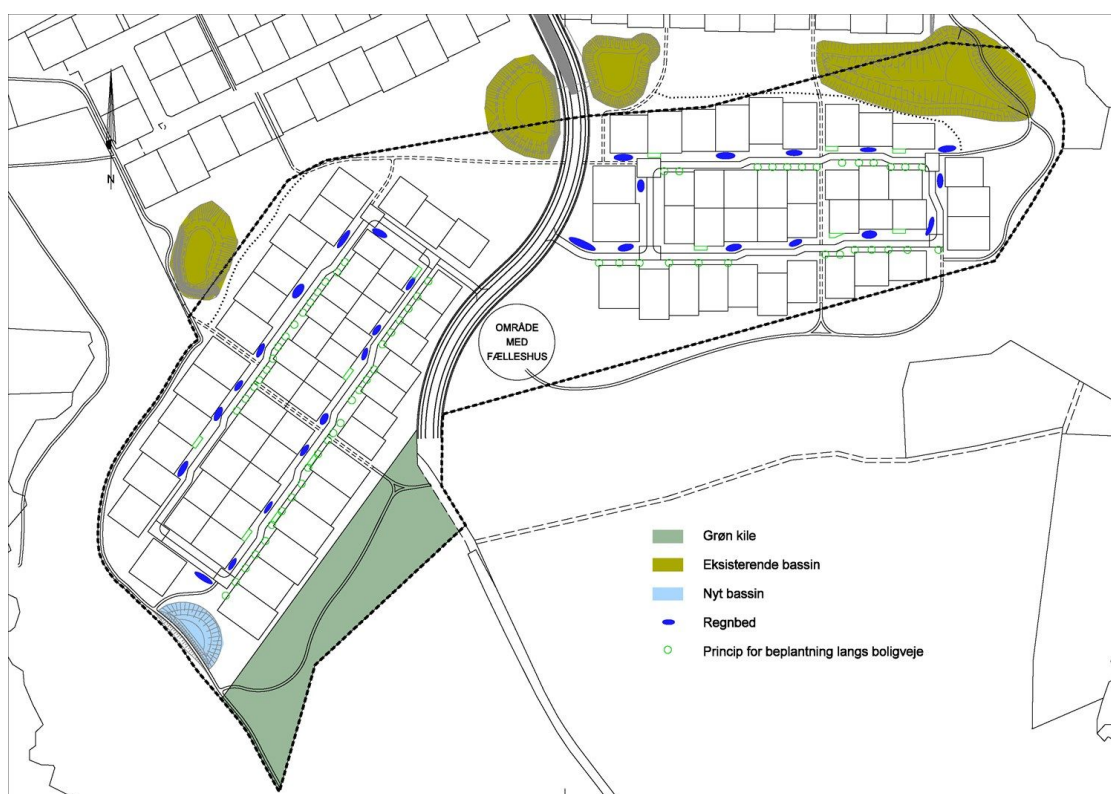 N
OMRÅDE
MED
FÆLLESHUS
Grøn kile
Eksisterende bassin
Nyt bassin
Regnbed
Princip for beplantning langs boligveje